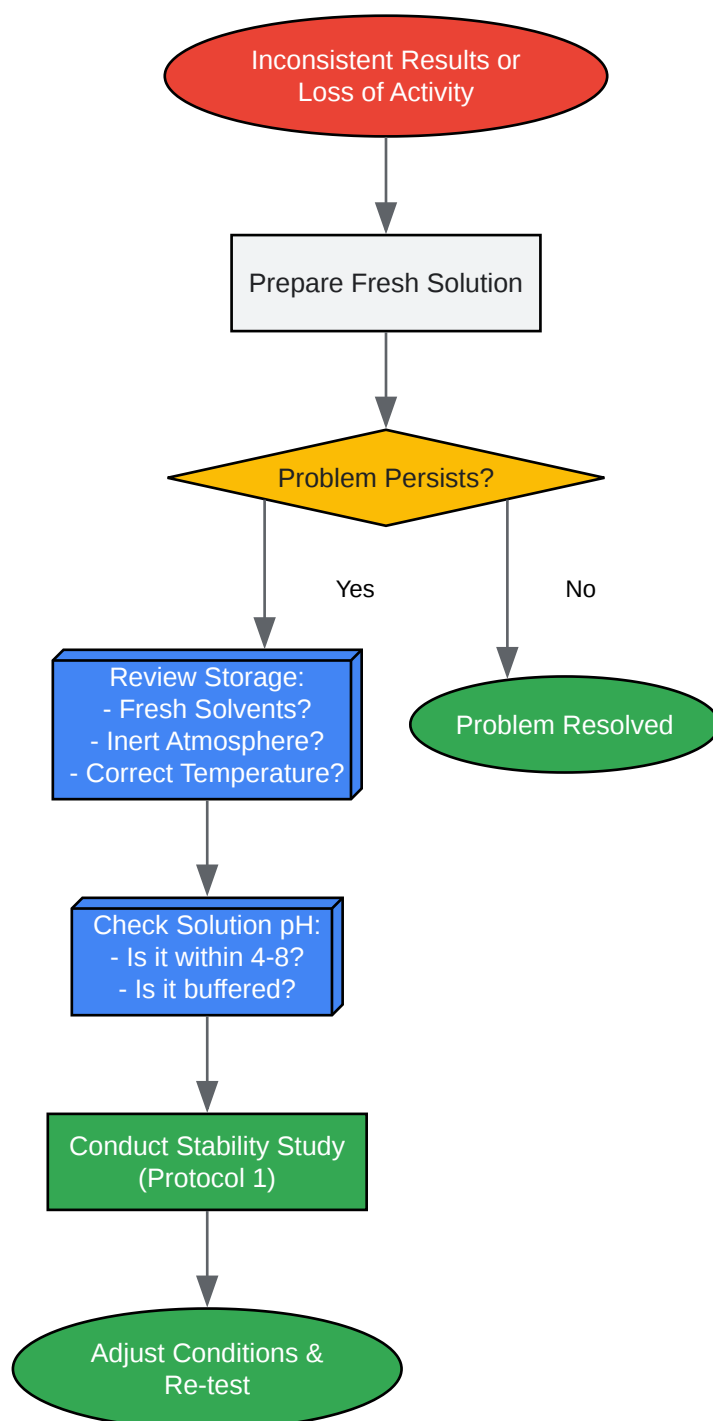 Inconsistent Results or
Loss of Activity
Prepare Fresh Solution
Problem Persists?
Yes
No
Review Storage:
- Fresh Solvents?
- Inert Atmosphere?
- Correct Temperature?
Problem Resolved
Check Solution pH:
- Is it within 4-8?
- Is it buffered?
Conduct Stability Study
(Protocol 1)
Adjust Conditions &
Re-test